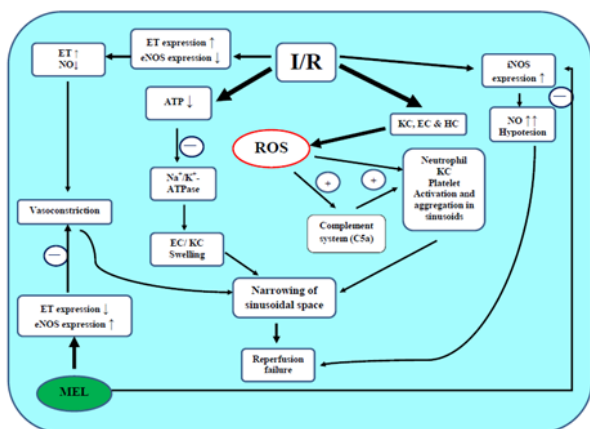 ET ↑
NO↓
ET expression ↑
eNOS expression ↓
I/R
iNOS
expression ↑
—
ATP ↓
KC, EC & HC
NO ↑↑
Hypotesion
—
ROS
Na⁺/K⁺-
ATPase
+
+
Neutrophil
KC
Platelet
Activation and
aggregation in
sinusoids
Vasoconstriction
Complement
system (C5a)
EC/ KC
Swelling
—
Narrowing of
sinusoidal space
ET expression ↓
eNOS expression ↑
Reperfusion
failure
MEL